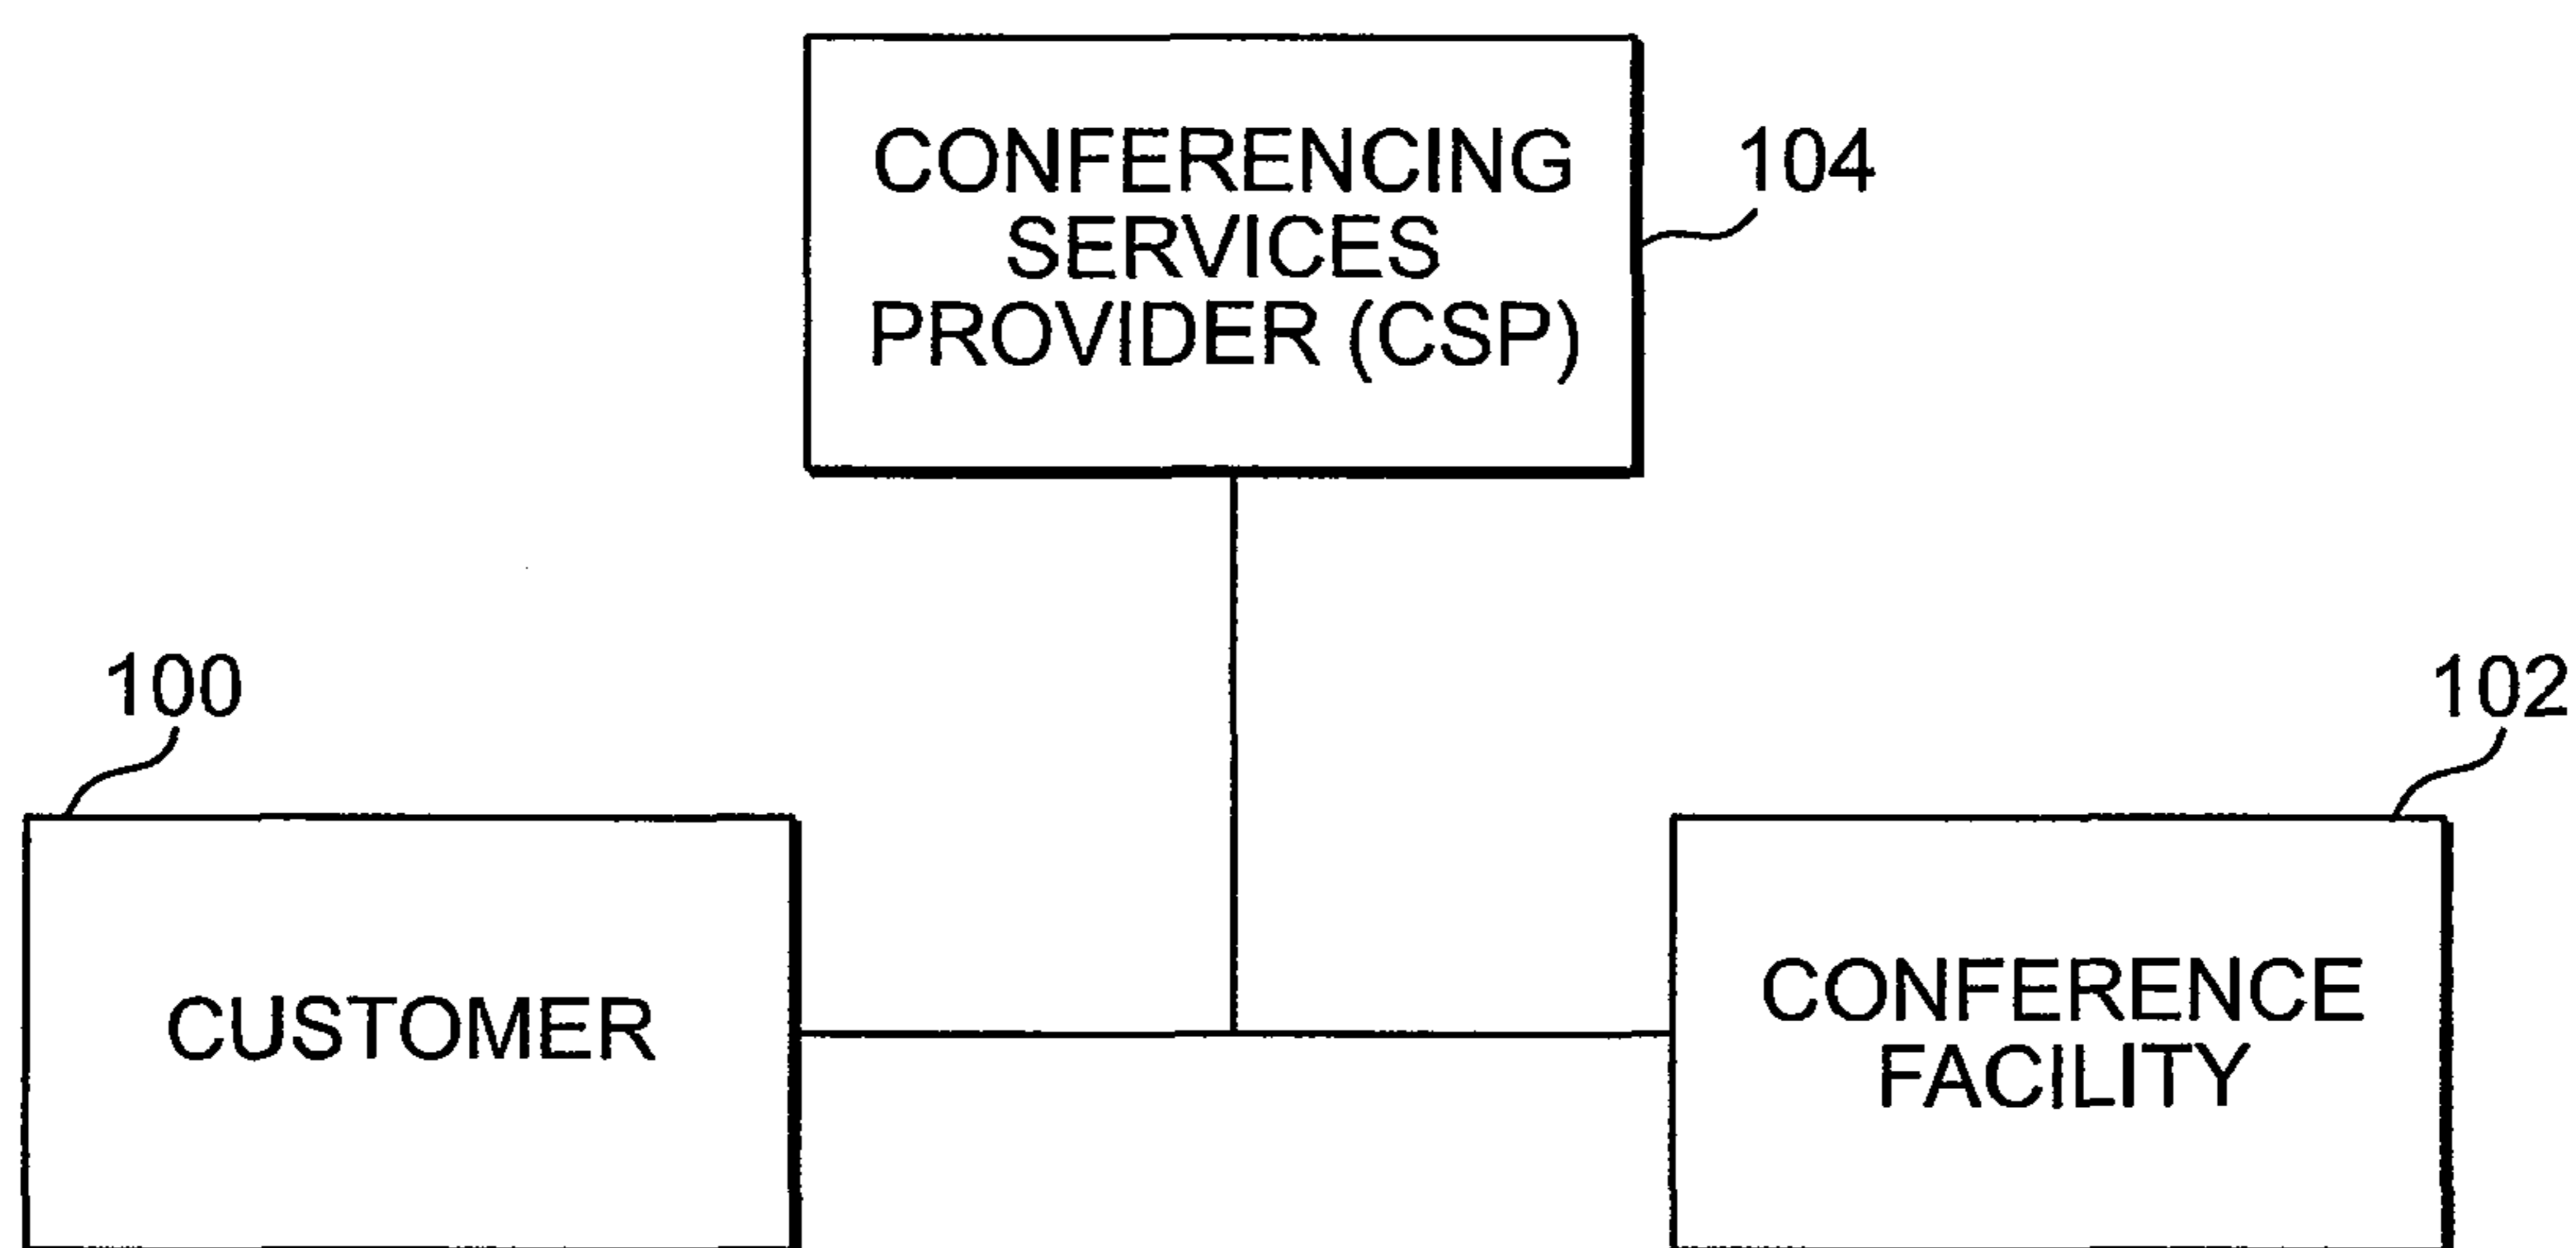 CONFERENCING
SERVICES
PROVIDER (CSP)
104
100
102
CUSTOMER
CONFERENCE
FACILITY